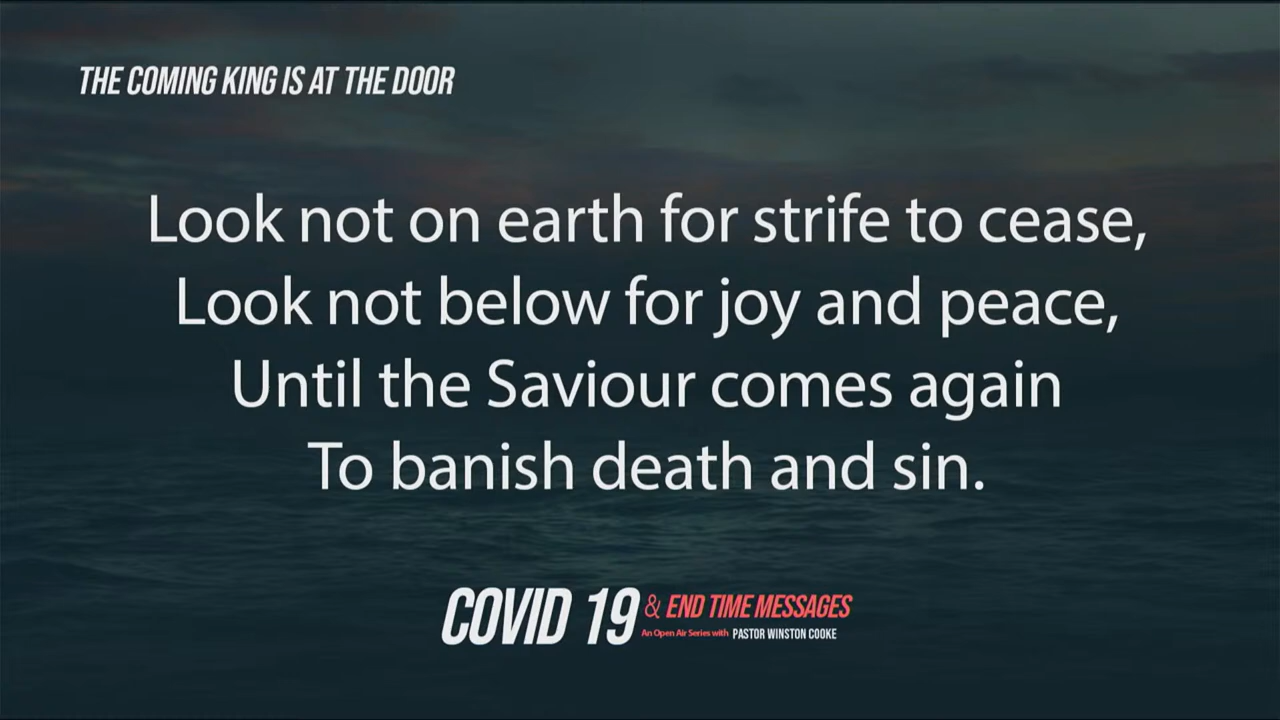 THE COMING KING IS AT THE DOOR
Look not on earth for strife to cease,
Look not below for joy and peace,
Until the Saviour comes again
To banish death and sin.
COVID 19 & END TIME MESSAGES
An Open Air Series with PASTOR WINSTON COOKE